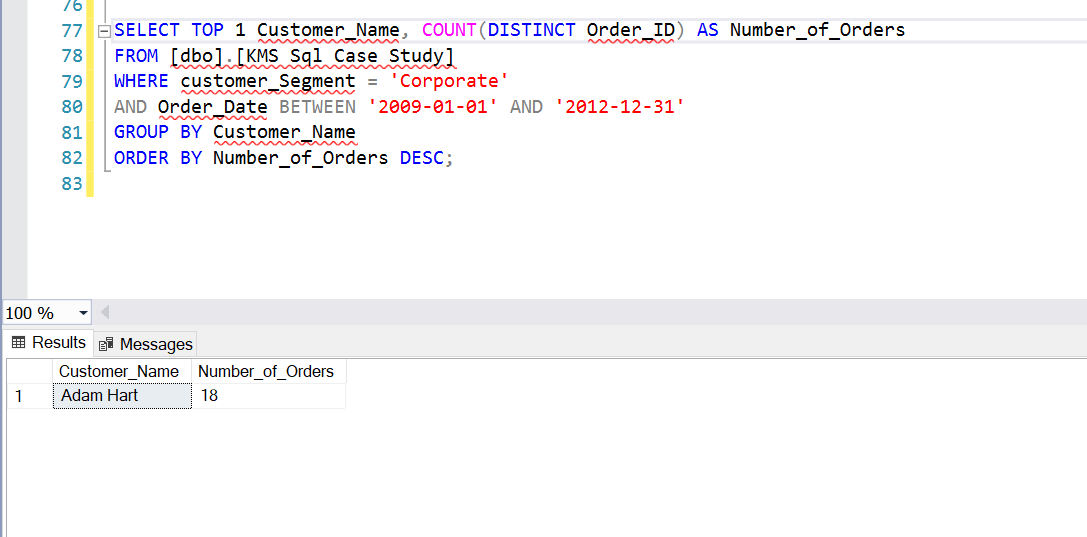 76
77 SELECT TOP 1 Customer_Name, COUNT(DISTINCT Order_ID) AS Number_of_Orders
78 FROM [dbo].[KMS Sql Case Study]
79 WHERE customer_Segment = 'Corporate'
80 AND Order_Date BETWEEN '2009-01-01' AND '2012-12-31'
81 GROUP BY Customer_Name
82 ORDER BY Number_of_Orders DESC;
83
100 %
Results Messages
Customer_Name Number_of_Orders
1 Adam Hart 18